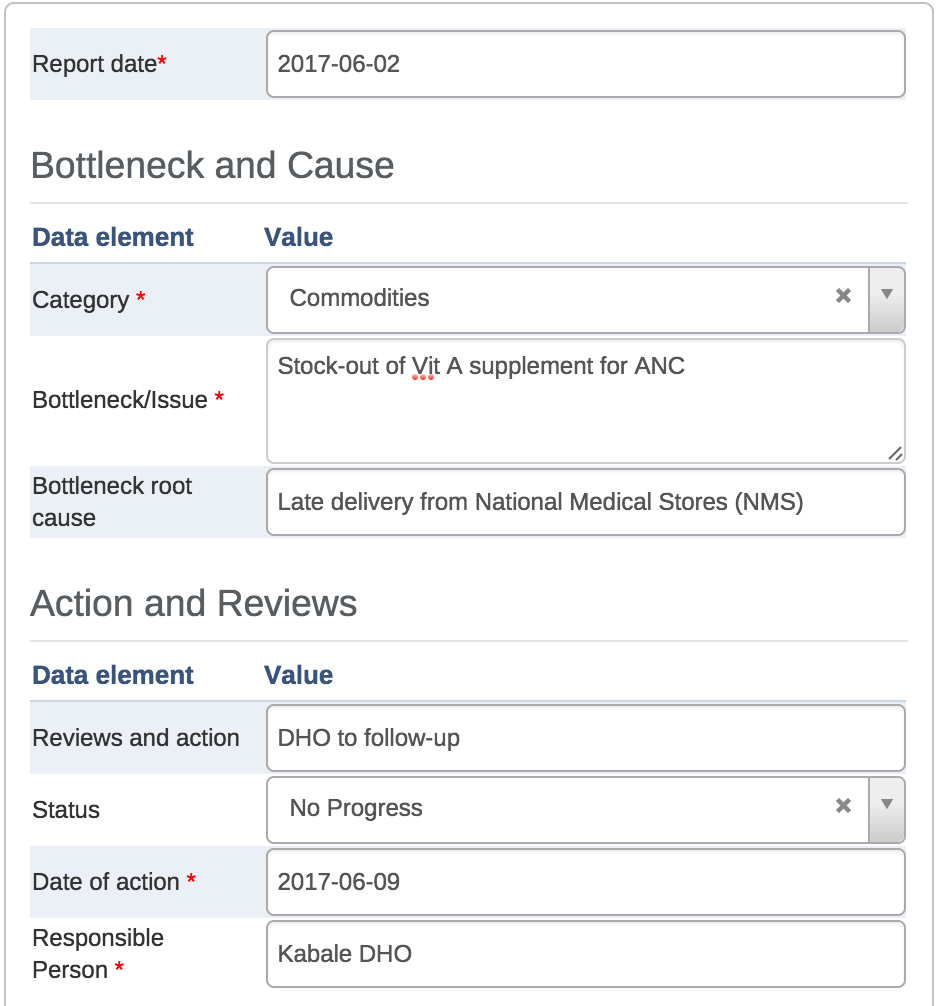 Report date* 2017-06-02
Bottleneck and Cause
Data element Value
Category * Commodities
Bottleneck/Issue * Stock-out of Vit A supplement for ANC
Bottleneck root
cause
Late delivery from National Medical Stores (NMS)
Action and Reviews
Data element Value
Reviews and action DHO to follow-up
Status No Progress
Date of action * 2017-06-09
Responsible
Person *
Kabale DHO